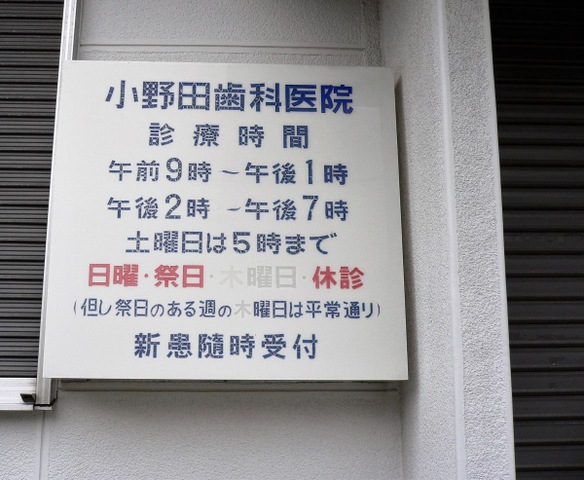 小野田歯科医院
診療時間
午前9時~午後1時
午後2時~午後7時
土曜日は5時まで
日曜・祭日・木曜日・休診
(但し祭日のある週の木曜日は平常通り)
新患随時受付